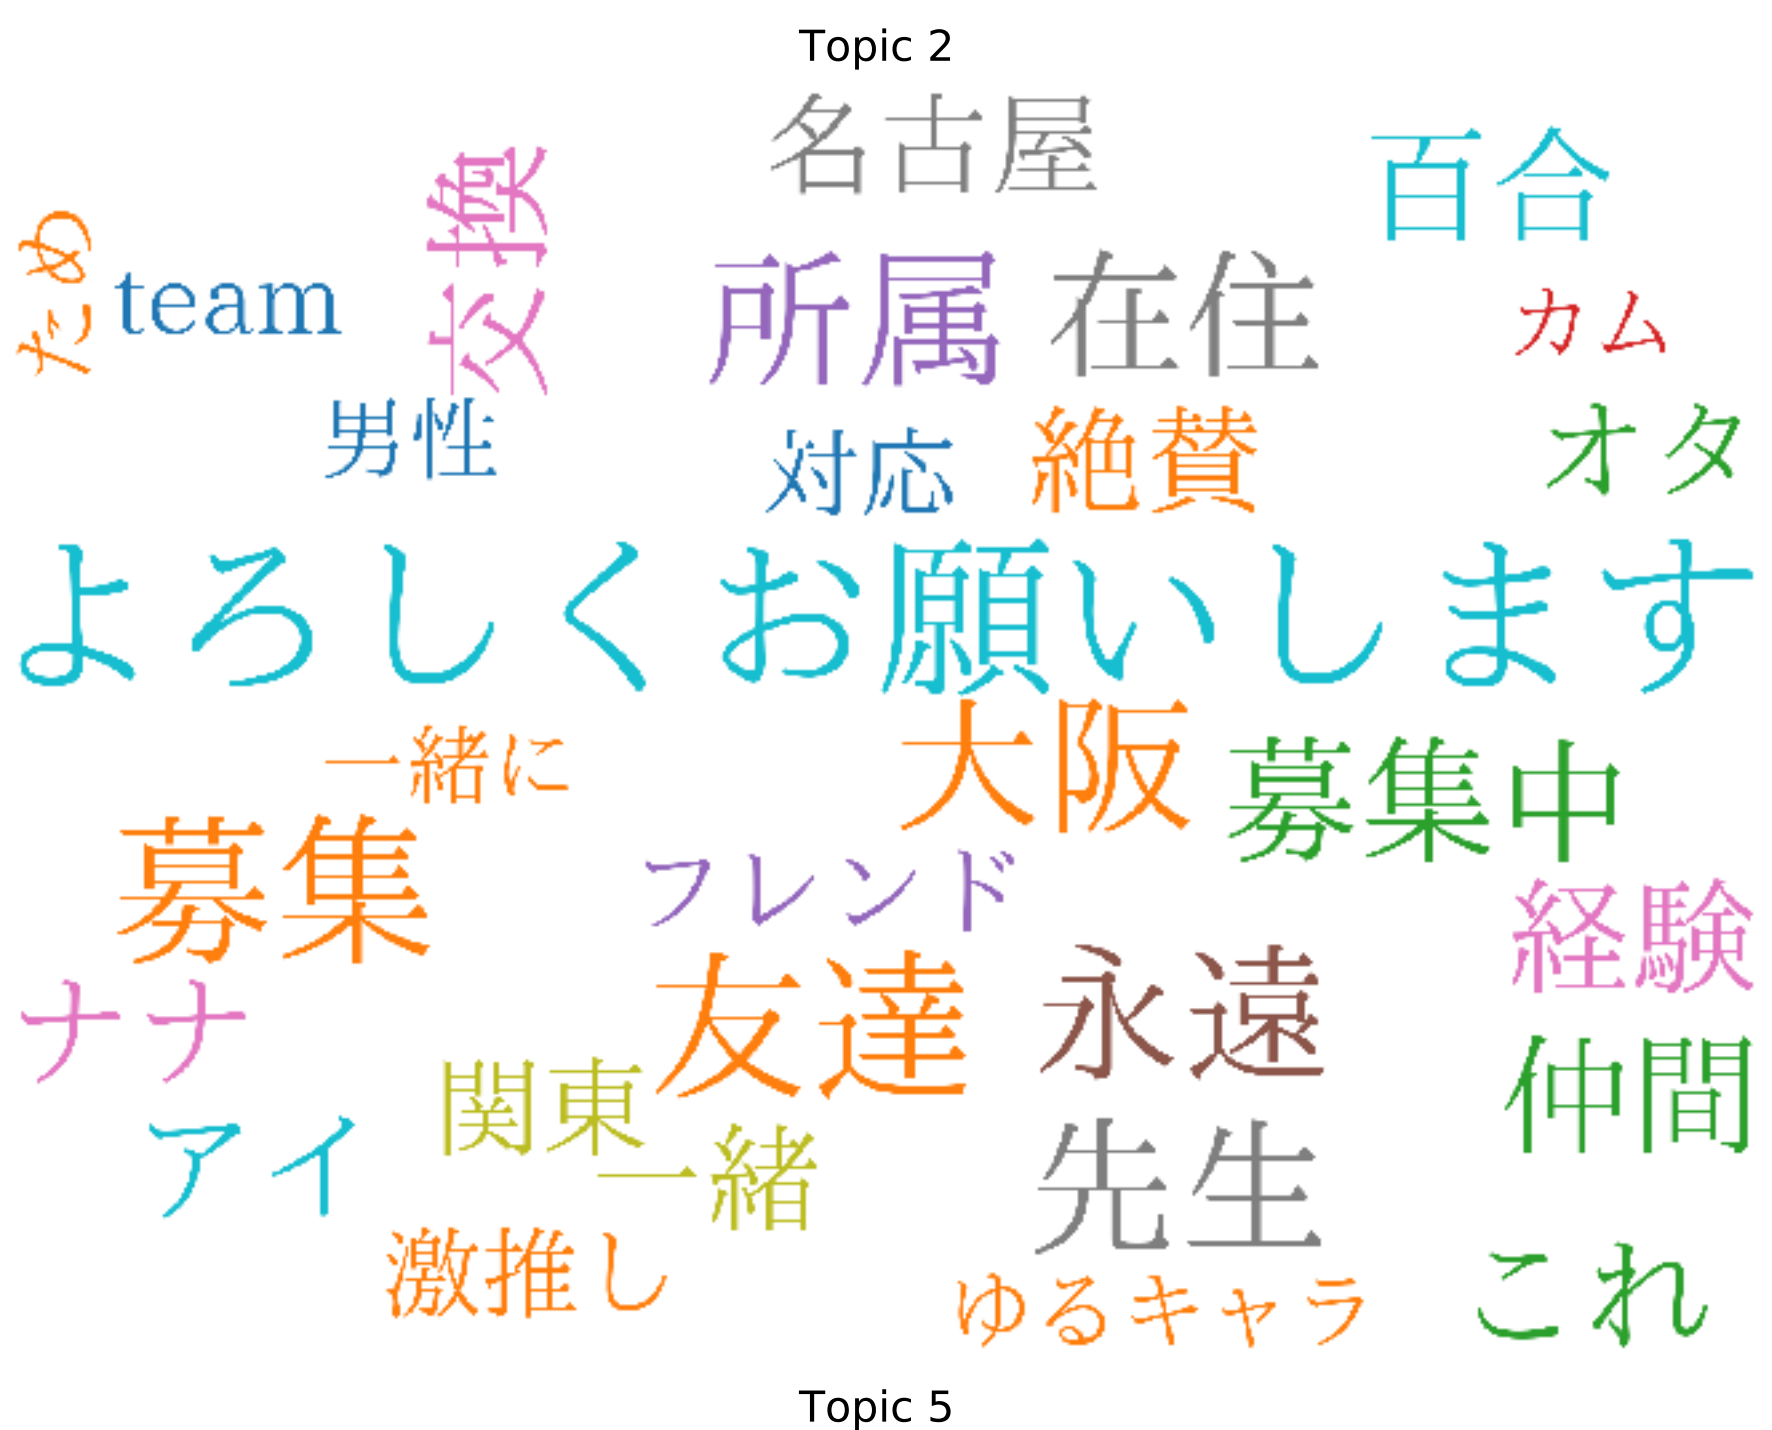 Topic 2
名古屋
百合
交換
ため
team
所属
在住
カム
男性
対応
絶賛
オタ
よろしくお願いします
一緒に
大阪
募集中
募集
フレンド
経験
友達
永遠
ナナ
仲間
関東
アイ
一緒
先生
激推し
ゆるキャラ
これ
Topic 5